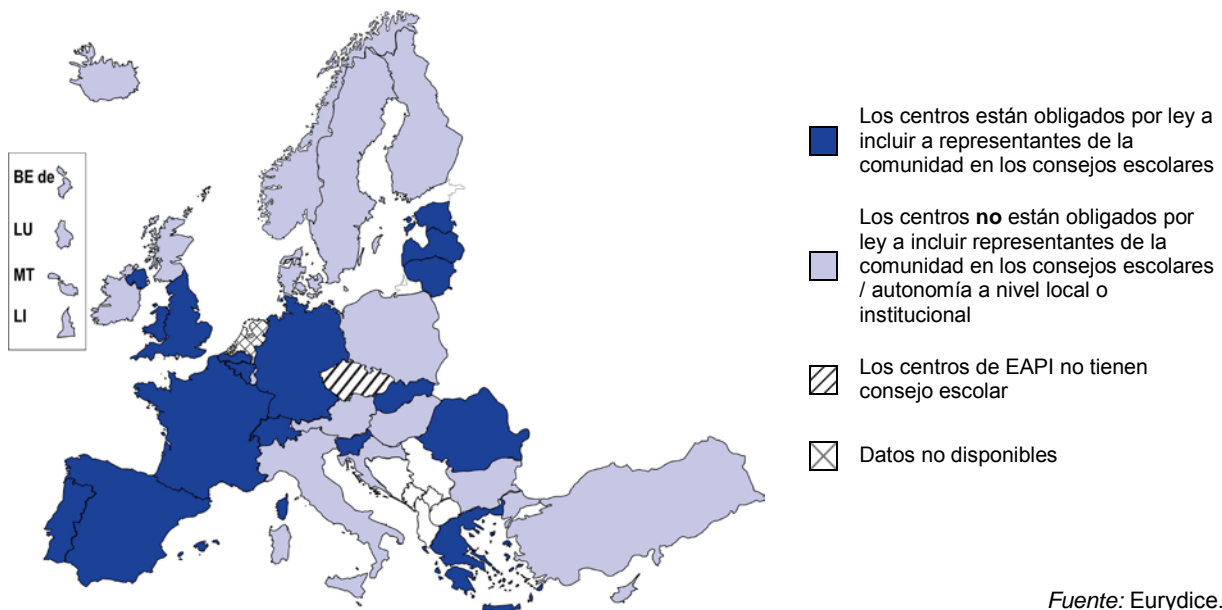 BE de
LU
MT
LI
Los centros están obligados por ley a
incluir a representantes de la
comunidad en los consejos escolares
Los centros no están obligados por
ley a incluir representantes de la
comunidad en los consejos escolares
/ autonomía a nivel local o
institucional
Los centros de EAPI no tienen
consejo escolar
Datos no disponibles
Fuente: Eurydice.